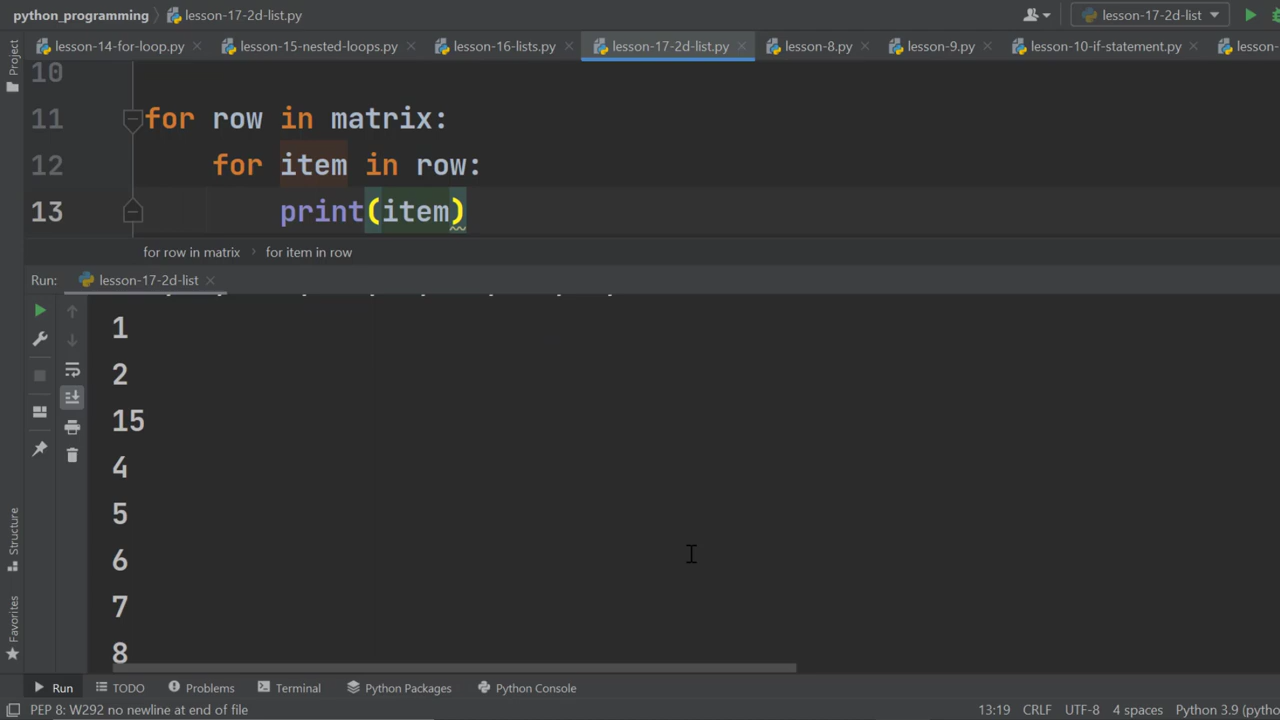 python_programming lesson-17-2d-list.py lesson-17-2d-list
lesson-14-for-loop.py lesson-15-nested-loops.py lesson-16-lists.py lesson-17-2d-list.py lesson-8.py lesson-9.py lesson-10-if-statement.py lesson-
Project
10
11 for row in matrix:
12 for item in row:
13 print(item)
for row in matrix for item in row
Run: lesson-17-2d-list
1
2
15
4
5
6
7
8
Structure
Favorites
Run TODO Problems Terminal Python Packages Python Console
PEP 8: W292 no newline at end of file 13:19 CRLF UTF-8 4 spaces Python 3.9 (pytho